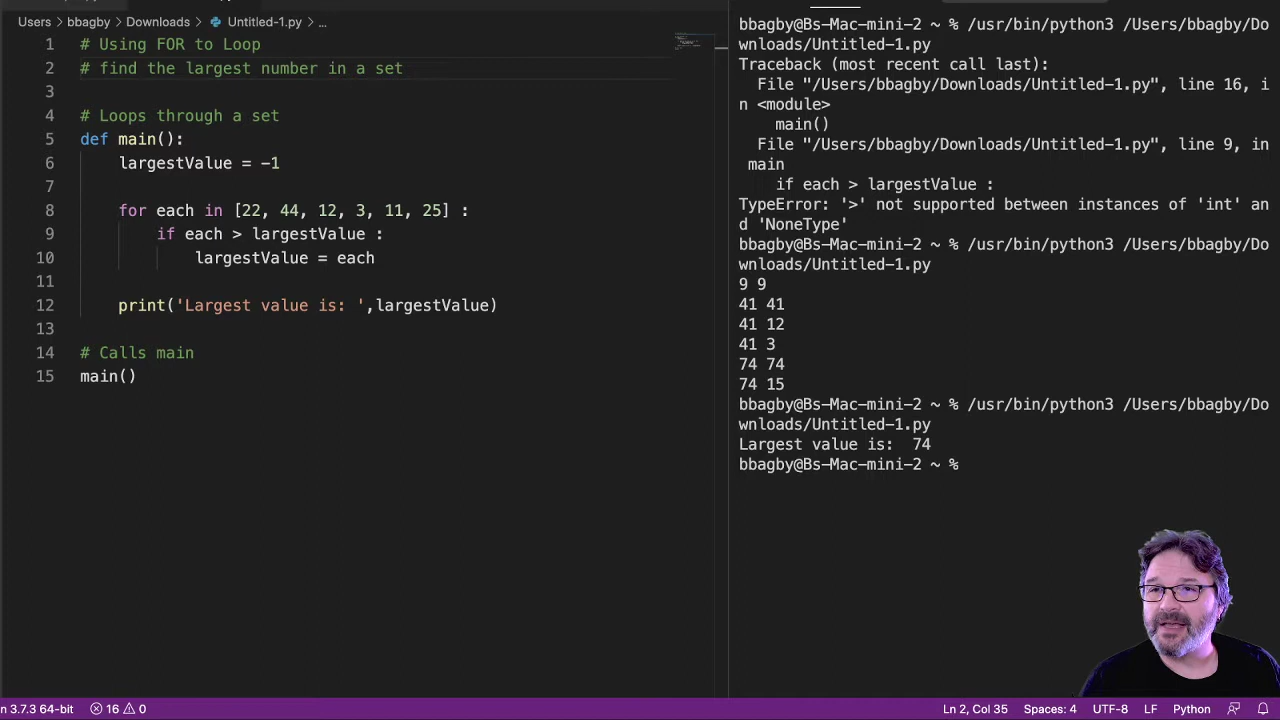 Users > bbagby > Downloads > Untitled-1.py > ...
1 # Using FOR to Loop
2 # find the largest number in a set
3
4 # Loops through a set
5 def main():
6 largestValue = -1
7
8 for each in [22, 44, 12, 3, 11, 25] :
9 if each > largestValue :
10 largestValue = each
11
12 print('Largest value is: ',largestValue)
13
14 # Calls main
15 main()
bbagby@Bs-Mac-mini-2 ~ % /usr/bin/python3 /Users/bbagby/Do
wnloads/Untitled-1.py
Traceback (most recent call last):
File "/Users/bbagby/Downloads/Untitled-1.py", line 16, i
n <module>
main()
File "/Users/bbagby/Downloads/Untitled-1.py", line 9, in
main
if each > largestValue :
TypeError: '>' not supported between instances of 'int' an
d 'NoneType'
bbagby@Bs-Mac-mini-2 ~ % /usr/bin/python3 /Users/bbagby/Do
wnloads/Untitled-1.py
9 9
41 41
41 12
41 3
74 74
74 15
bbagby@Bs-Mac-mini-2 ~ % /usr/bin/python3 /Users/bbagby/Do
wnloads/Untitled-1.py
Largest value is:  74
bbagby@Bs-Mac-mini-2 ~ %
n 3.7.3 64-bit 16 0 Ln 2, Col 35 Spaces: 4 UTF-8 LF Python